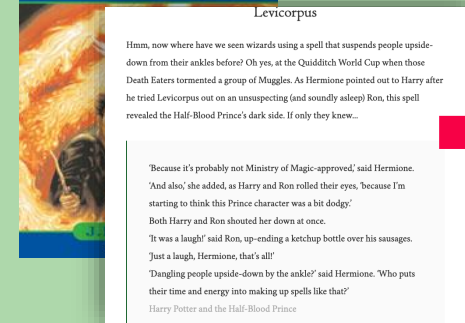 Levicorpus
Hmm, now where have we seen wizards using a spell that suspends people upside-
down from their ankles before? Oh yes, at the Quidditch World Cup when those
Death Eaters tormented a group of Muggles. As Hermione pointed out to Harry after
he tried Levicorpus out on an unsuspecting (and soundly asleep) Ron, this spell
revealed the Half-Blood Prince's dark side. If only they knew...
'Because it's probably not Ministry of Magic-approved,' said Hermione.
'And also,' she added, as Harry and Ron rolled their eyes, 'because I'm
starting to think this Prince character was a bit dodgy.'
Both Harry and Ron shouted her down at once.
'It was a laugh!' said Ron, up-ending a ketchup bottle over his sausages.
'Just a laugh, Hermione, that's all!'
'Dangling people upside-down by the ankle?' said Hermione. 'Who puts
their time and energy into making up spells like that?'
Harry Potter and the Half-Blood Prince
J.